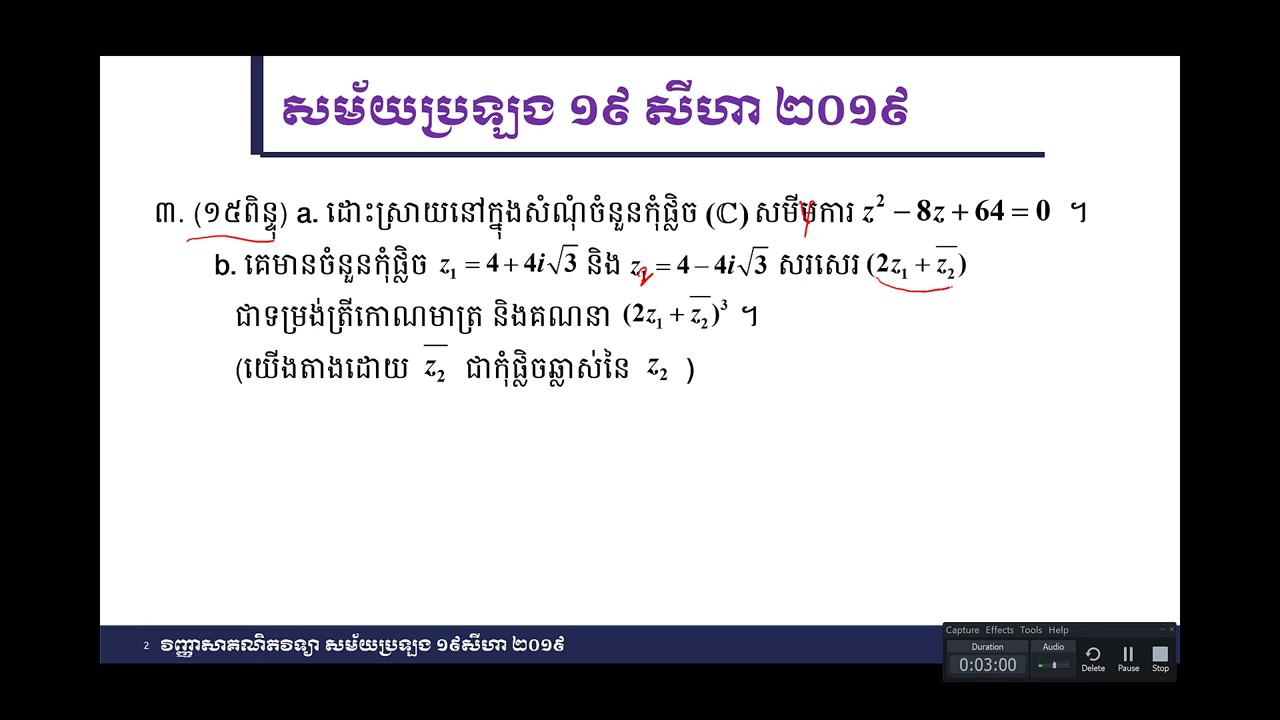 សម័យប្រឡង ១៩ សីហា ២០១៩
៣. (១៥ពិន្ទុ) a. ដោះស្រាយនៅក្នុងសំណុំចំនួនកុំផ្លិច (ℂ) សមីមការ z² − 8z + 64 = 0 ។
b. គេមានចំនួនកុំផ្លិច z₁ = 4 + 4i√3 និង z₂ = 4 − 4i√3 សរសេរ (2z₁ + z̅₂)
ជាទម្រង់ត្រីកោណមាត្រ និងគណនា (2z₁ + z̅₂)³ ។
(យើងតាងដោយ z̅₂ ជាកុំផ្លិចឆ្លាស់នៃ z₂ )
2 វិញ្ញាសាគណិតវិទ្យា សម័យប្រឡង ១៩សីហា ២០១៩
Capture Effects Tools Help
Duration Audio
0:03:00 Delete Pause Stop